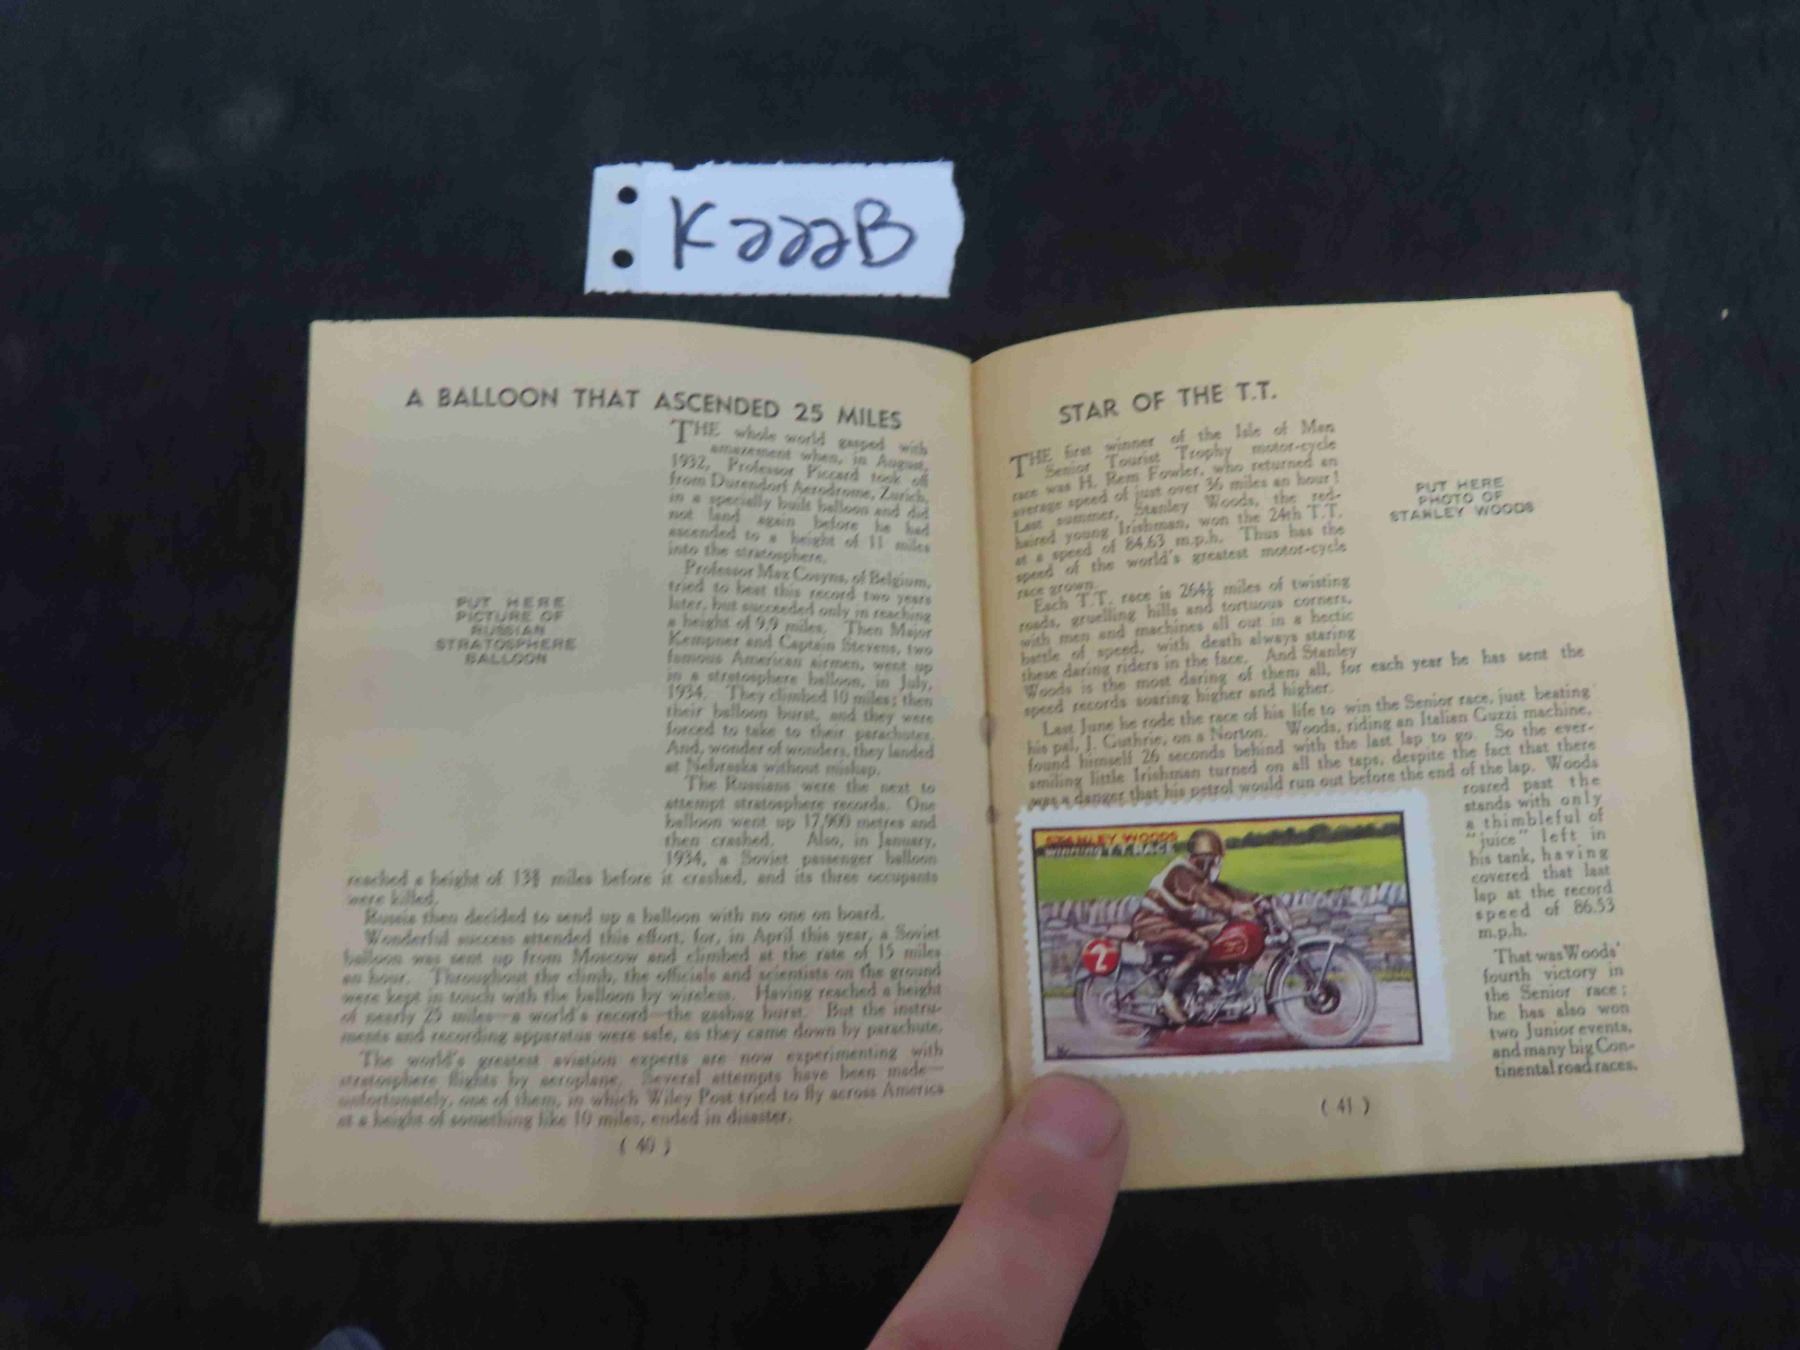 KaaaB
A BALLOON THAT ASCENDED 25 MILES
THE whole world gasped with
amazement when, in August,
1932, Professor Piccard took off
from Durendorf Aerodrome, Zurich,
in a specially built balloon and did
not land again before he had
ascended to a height of 11 miles
into the stratosphere.
Professor Max Cosyns, of Belgium,
tried to beat this record two years
later, but succeeded only in reaching
a height of 9.9 miles. Then Major
Kempner and Captain Stevens, two
famous American airmen, went up
in a stratosphere balloon, in July,
1934. They climbed 10 miles; then
their balloon burst, and they were
forced to take to their parachutes.
And, wonder of wonders, they landed
at Nebraska without mishap.
The Russians were the next to
attempt stratosphere records. One
balloon went up 17,900 metres and
then crashed. Also, in January,
1934, a Soviet passenger balloon
reached a height of 13¾ miles before it crashed, and its three occupants
were killed.
Russia then decided to send up a balloon with no one on board.
Wonderful success attended this effort, for, in April this year, a Soviet
balloon was sent up from Moscow and climbed at the rate of 15 miles
an hour. Throughout the climb, the officials and scientists on the ground
were kept in touch with the balloon by wireless. Having reached a height
of nearly 25 miles—a world's record—the gasbag burst. But the instru-
ments and recording apparatus were safe, as they came down by parachute.
The world's greatest aviation experts are now experimenting with
stratosphere flights by aeroplane. Several attempts have been made—
unfortunately, one of them, in which Wiley Post tried to fly across America
at a height of something like 10 miles, ended in disaster.
PUT HERE
PICTURE OF
RUSSIAN
STRATOSPHERE
BALLOON
( 40 )
STAR OF THE T.T.
THE first winner of the Isle of Man
Senior Tourist Trophy motor-cycle
race was H. Rem Fowler, who returned an
average speed of just over 36 miles an hour!
Last summer, Stanley Woods, the red-
haired young Irishman, won the 24th T.T.
at a speed of 84.63 m.p.h. Thus has the
speed of the world's greatest motor-cycle
race grown.
Each T.T. race is 264½ miles of twisting
roads, gruelling hills and tortuous corners,
with men and machines all out in a hectic
battle of speed, with death always staring
these daring riders in the face. And Stanley
Woods is the most daring of them all, for each year he has sent the
speed records soaring higher and higher.
PUT HERE
PHOTO OF
STANLEY WOODS
Last June he rode the race of his life to win the Senior race, just beating
his pal, J. Guthrie, on a Norton. Woods, riding an Italian Guzzi machine,
found himself 26 seconds behind with the last lap to go. So the ever-
smiling little Irishman turned on all the taps, despite the fact that there
was a danger that his petrol would run out before the end of the lap. Woods
roared past the
stands with only
a thimbleful of
"juice" left in
his tank, having
covered that last
lap at the record
speed of 86.53
m.p.h.
That was Woods'
fourth victory in
the Senior race;
he has also won
two Junior events,
and many big Con-
tinental road races.
STANLEY WOODS
winning T.T. RACE
2
( 41 )